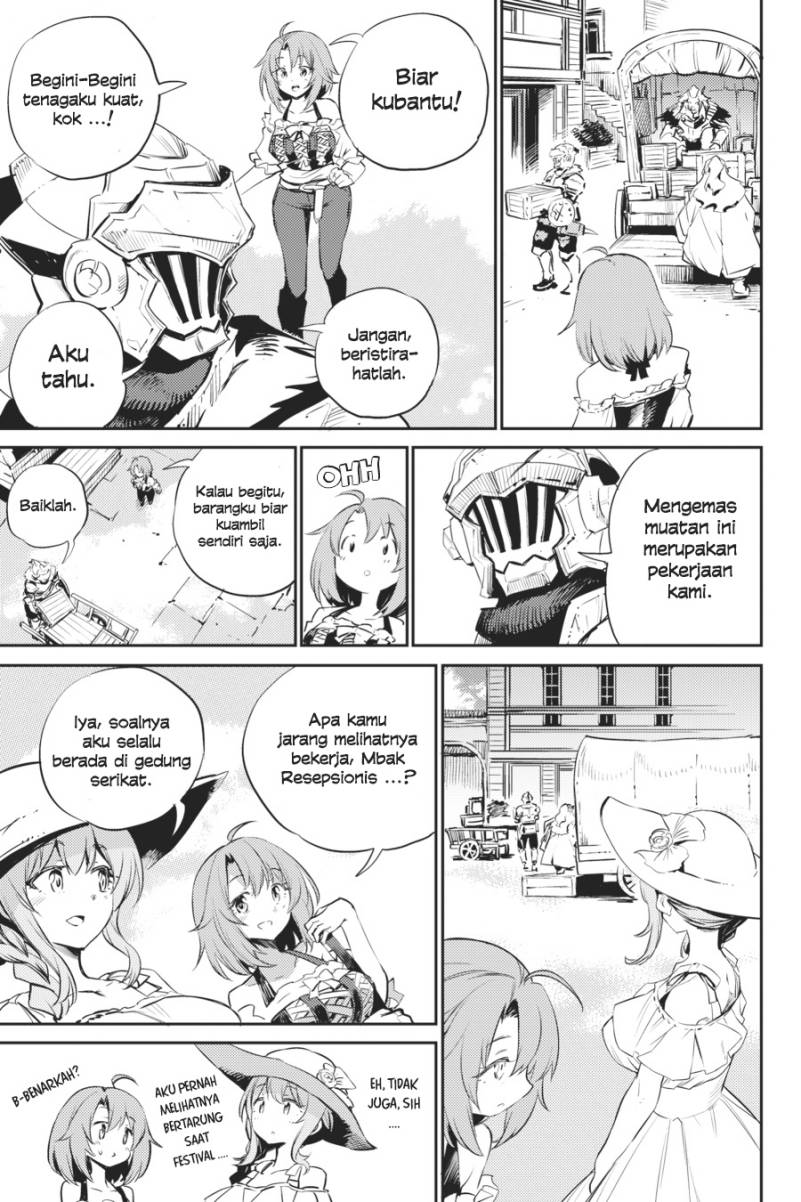 Biar
kubantu!
Begini-Begini
tenagaku kuat,
kok ...!
Jangan,
beristira-
hatlah.
Aku
tahu.
Mengemas
muatan ini
merupakan
pekerjaan
kami.
OHH
Kalau begitu,
barangku biar
kuambil
sendiri saja.
Baiklah.
Apa kamu
jarang melihatnya
bekerja, Mbak
Resepsionis
...?
Iya, soalnya
aku selalu
berada di gedung
serikat.
EH, TIDAK
JUGA, SIH
....
AKU PERNAH
MELIHATNYA
BERTARUNG
SAAT
FESTIVAL ....
B-BENARKAH?